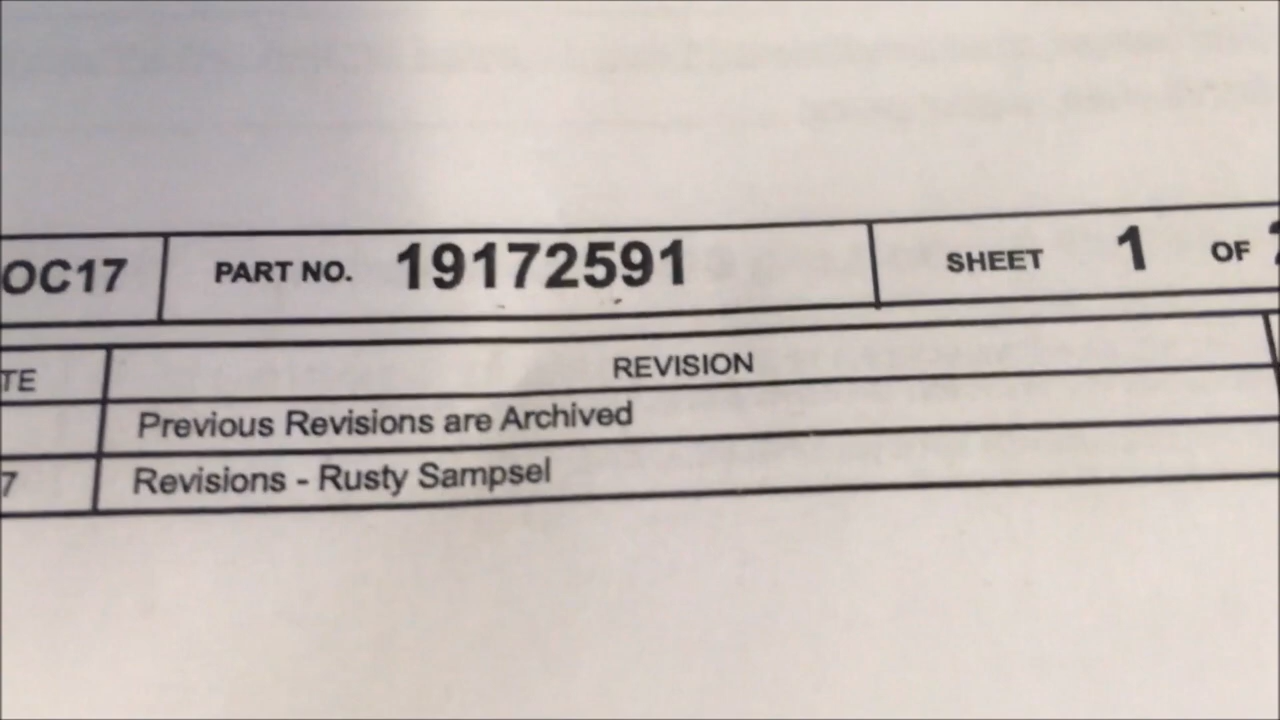 OC17 PART NO. 19172591 SHEET 1 OF
TE REVISION
Previous Revisions are Archived
7 Revisions - Rusty Sampsel